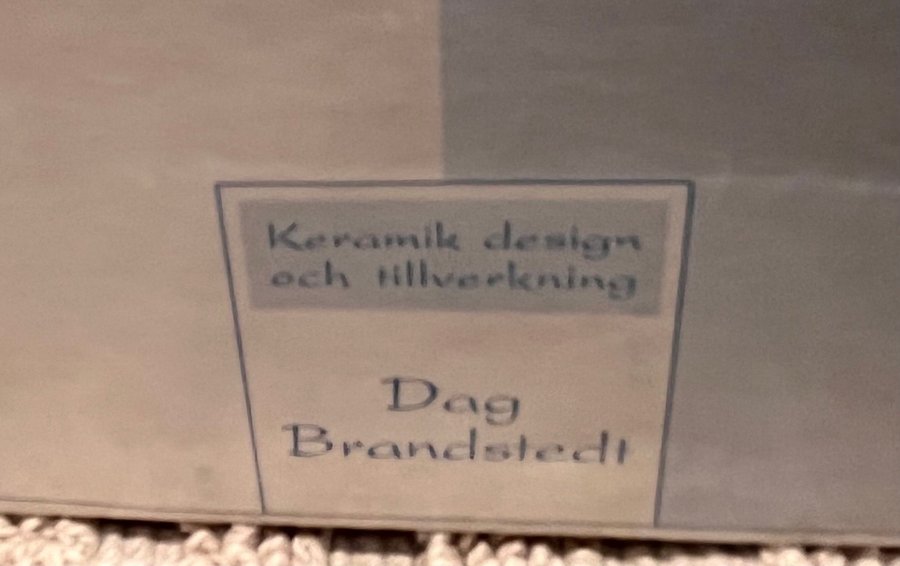 Keramik design
och tillverkning
Dag
Brandstedt